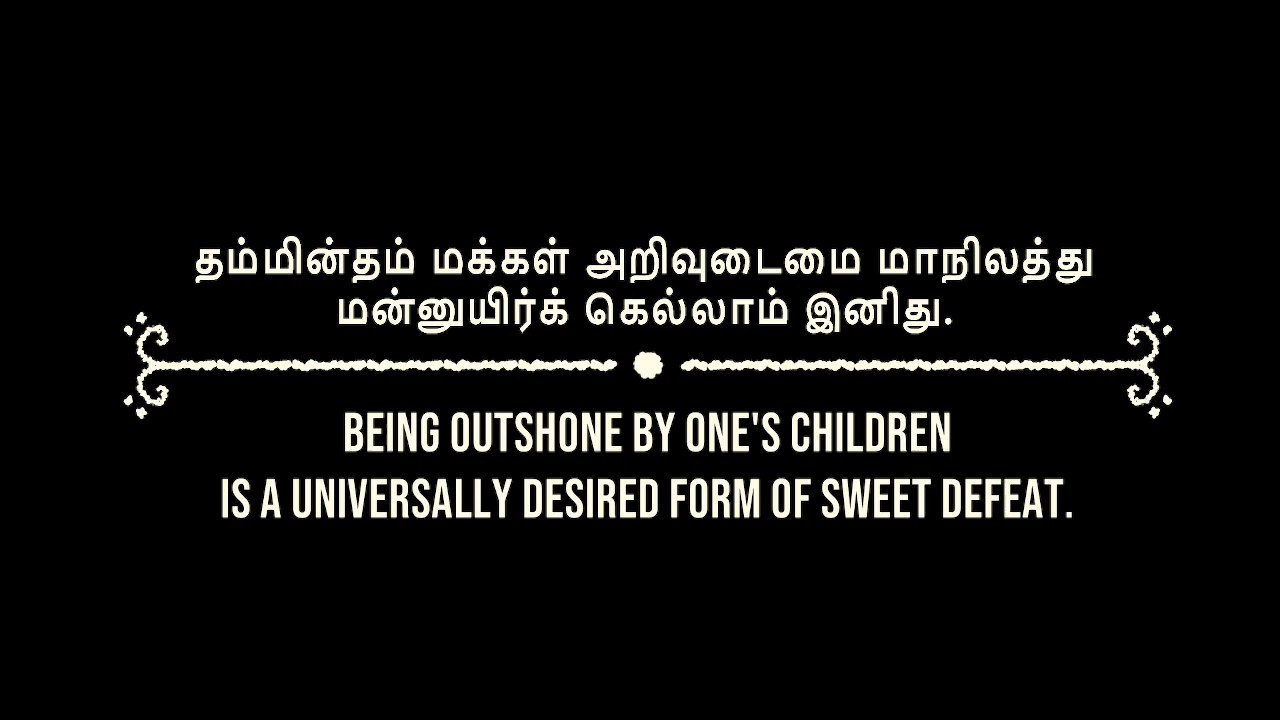 தம்மின்தம் மக்கள் அறிவுடைமை மாநிலத்து
மன்னுயிர்க் கெல்லாம் இனிது.
BEING OUTSHONE BY ONE'S CHILDREN
IS A UNIVERSALLY DESIRED FORM OF SWEET DEFEAT.